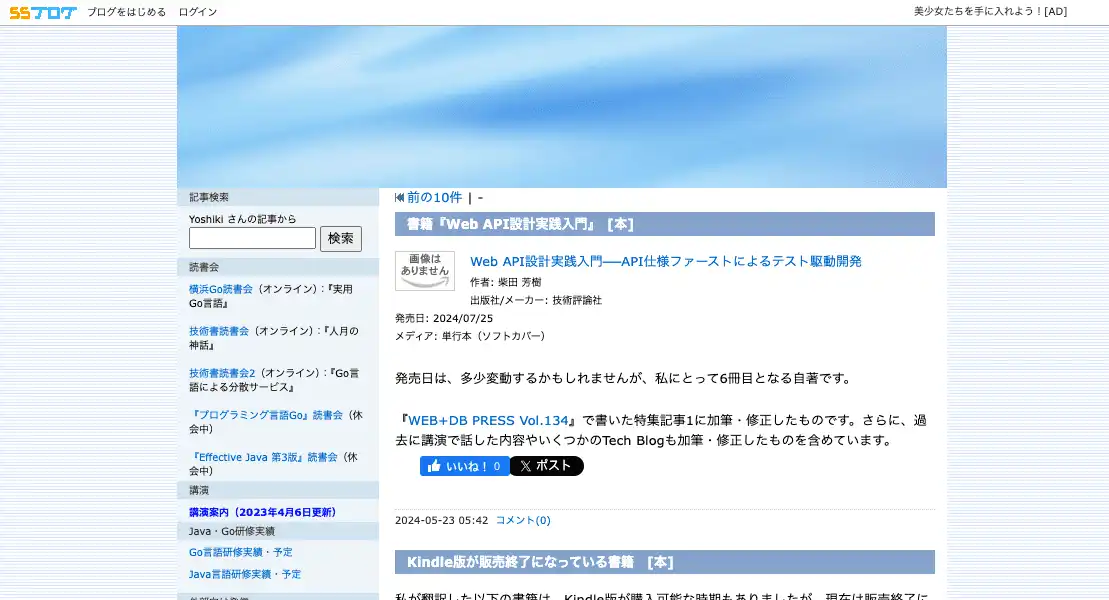 SSブログ ブログをはじめる ログイン 美少女たちを手に入れよう！[AD]
記事検索
Yoshiki さんの記事から
検索
読書会
横浜Go読書会（オンライン）:『実用
Go言語』
技術書読書会（オンライン）:『人月の
神話』
技術書読書会2（オンライン）:『Go言
語による分散サービス』
『プログラミング言語Go』読書会（休
会中）
『Effective Java 第3版』読書会（休
会中）
講演
講演案内（2023年4月6日更新）
Java・Go研修実績
Go言語研修実績・予定
Java言語研修実績・予定
前の10件 | -
書籍『Web API設計実践入門』 [本]
画像は
ありません
Web API設計実践入門──API仕様ファーストによるテスト駆動開発
作者: 柴田 芳樹
出版社/メーカー: 技術評論社
発売日: 2024/07/25
メディア: 単行本（ソフトカバー）
発売日は、多少変動するかもしれませんが、私にとって6冊目となる自著です。
『WEB+DB PRESS Vol.134』で書いた特集記事1に加筆・修正したものです。さらに、過
去に講演で話した内容やいくつかのTech Blogも加筆・修正したものを含めています。
いいね！ 0 ポスト
2024-05-23 05:42 コメント(0)
Kindle版が販売終了になっている書籍 [本]
私が翻訳した以下の書籍は、Kindle版が購入可能な時期もありましたが、現在は販売終了に